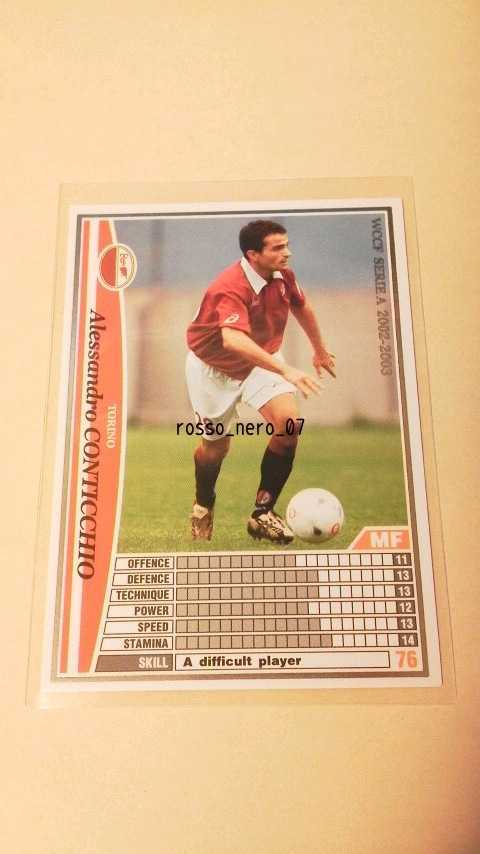 WCCF SERIE A 2002-2003
TORINO
Alessandro CONTICCHIO
rosso_nero_07
MF
OFFENCE 11
DEFENCE 13
TECHNIQUE 13
POWER 12
SPEED 13
STAMINA 14
SKILL A difficult player 76